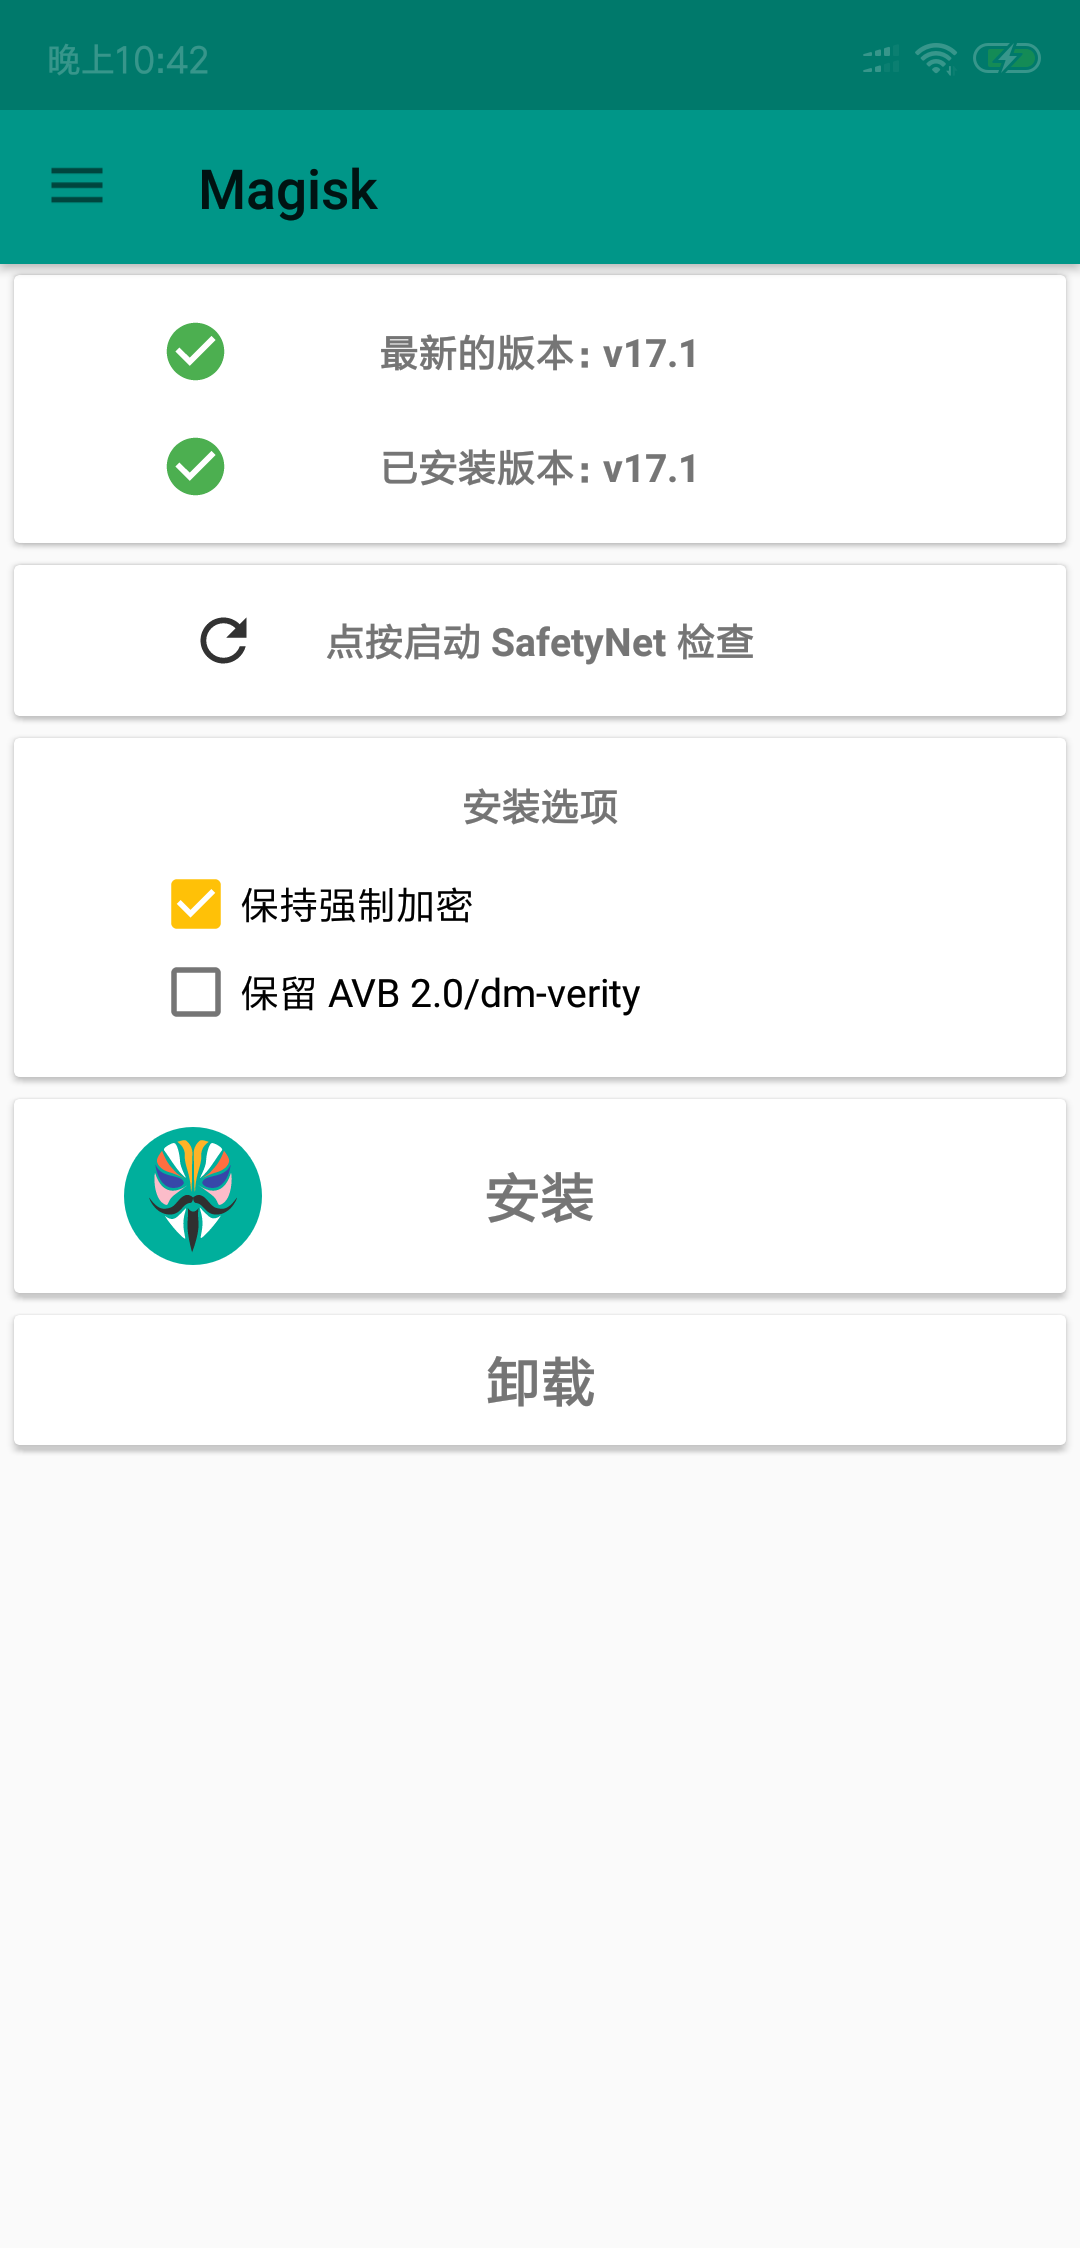 晚上10:42
Magisk
最新的版本：v17.1
已安装版本：v17.1
点按启动 SafetyNet 检查
安装选项
保持强制加密
保留 AVB 2.0/dm-verity
安装
卸载